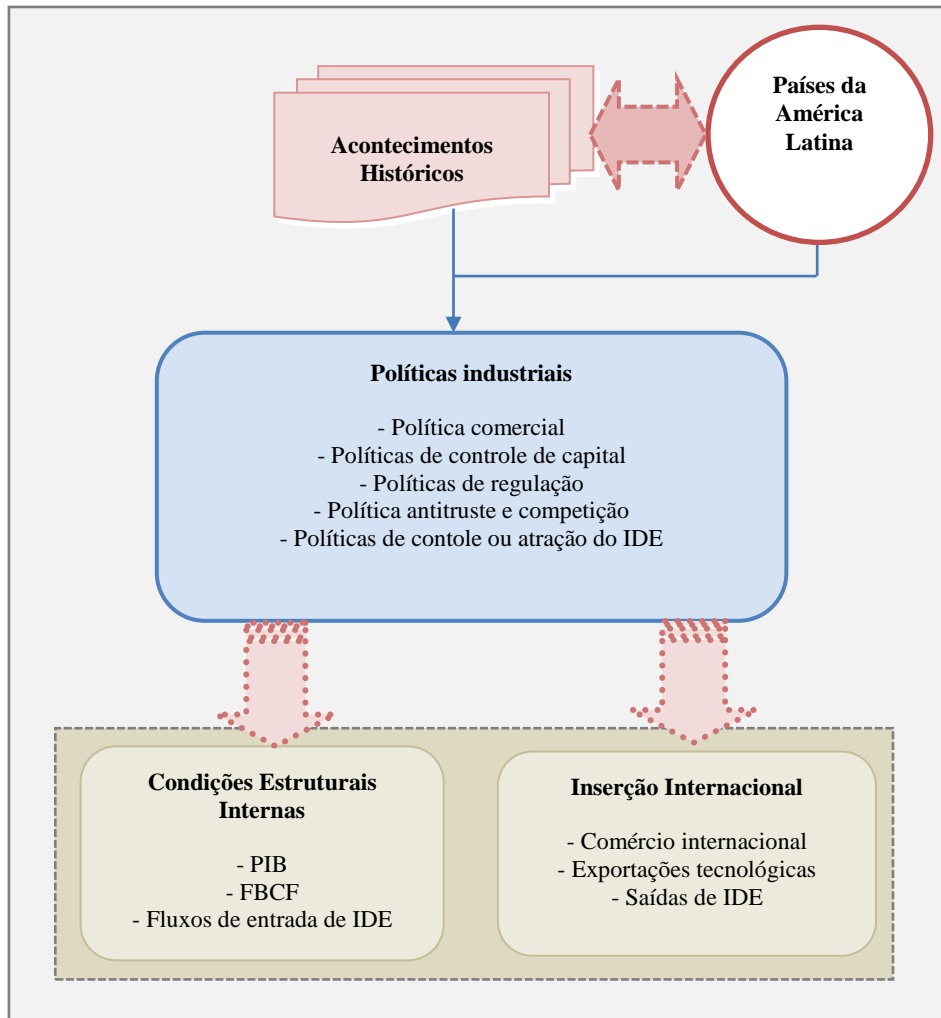 Acontecimentos
Históricos
Países da
América
Latina
Políticas industriais
- Política comercial
- Políticas de controle de capital
- Políticas de regulação
- Política antitruste e competição
- Políticas de contole ou atração do IDE
Condições Estruturais
Internas
- PIB
- FBCF
- Fluxos de entrada de IDE
Inserção Internacional
- Comércio internacional
- Exportações tecnológicas
- Saídas de IDE